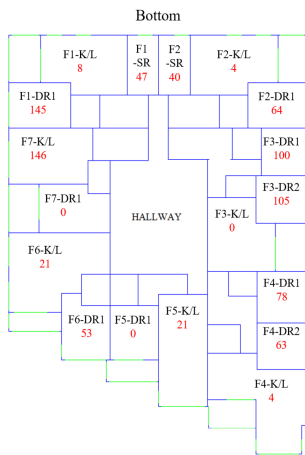 Bottom
F1-K/L
8
F1
-SR
47
F2
-SR
40
F2-K/L
4
F1-DR1
145
F2-DR1
64
F7-K/L
146
F3-DR1
100
F3-DR2
105
F7-DR1
0
HALLWAY
F3-K/L
0
F6-K/L
21
F4-DR1
78
F6-DR1
53
F5-DR1
0
F5-K/L
21
F4-DR2
63
F4-K/L
4